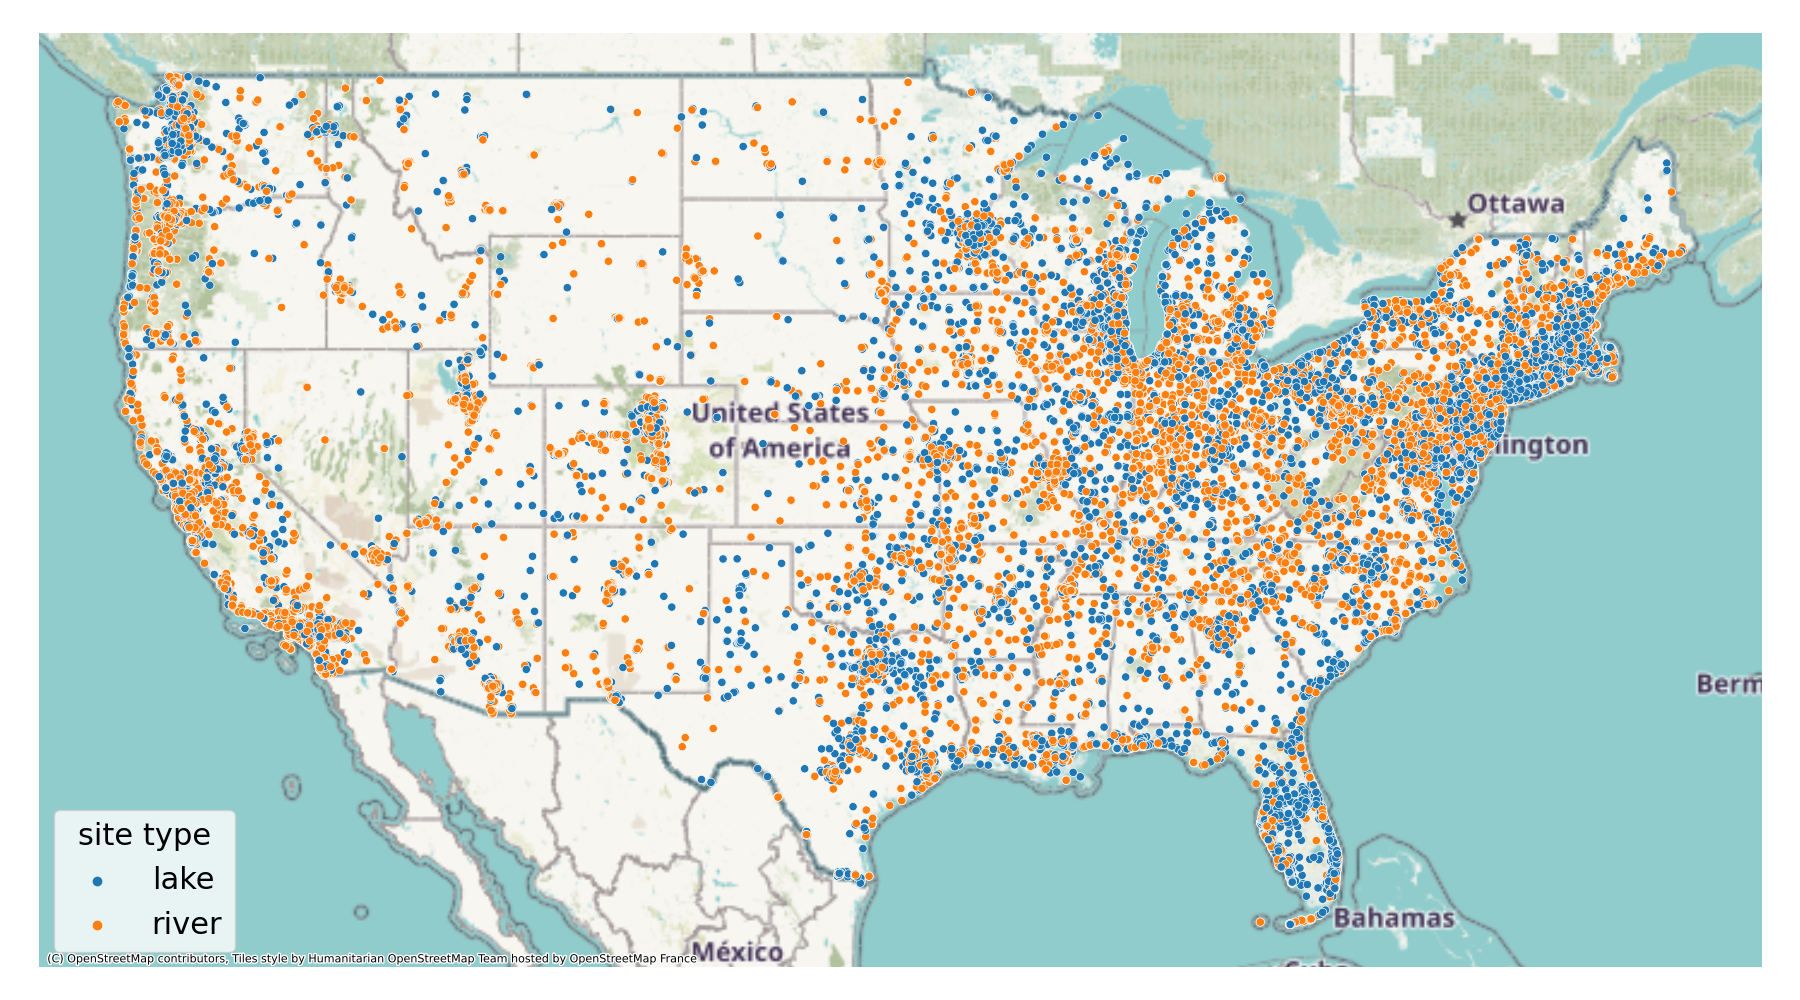 Ottawa
United States
of America
ington
Berm
site type
lake
river
Bahamas
México
(C) OpenStreetMap contributors, Tiles style by Humanitarian OpenStreetMap Team hosted by OpenStreetMap France